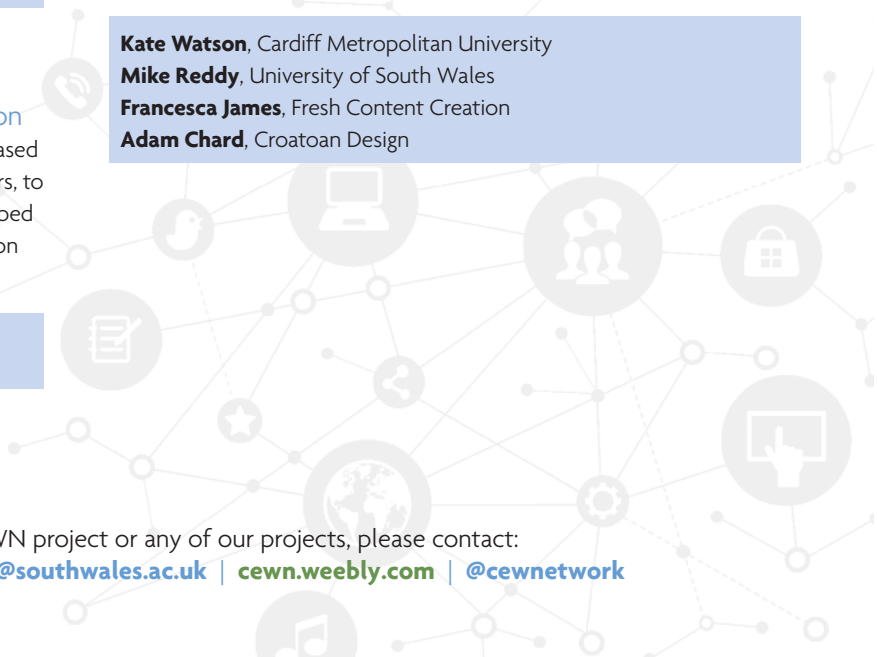 Kate Watson, Cardiff Metropolitan University
Mike Reddy, University of South Wales
Francesca James, Fresh Content Creation
Adam Chard, Croatoan Design
on
ased
rs, to
on
WN project or any of our projects, please contact:
@southwales.ac.uk | cewn.weebly.com | @cewnetwork